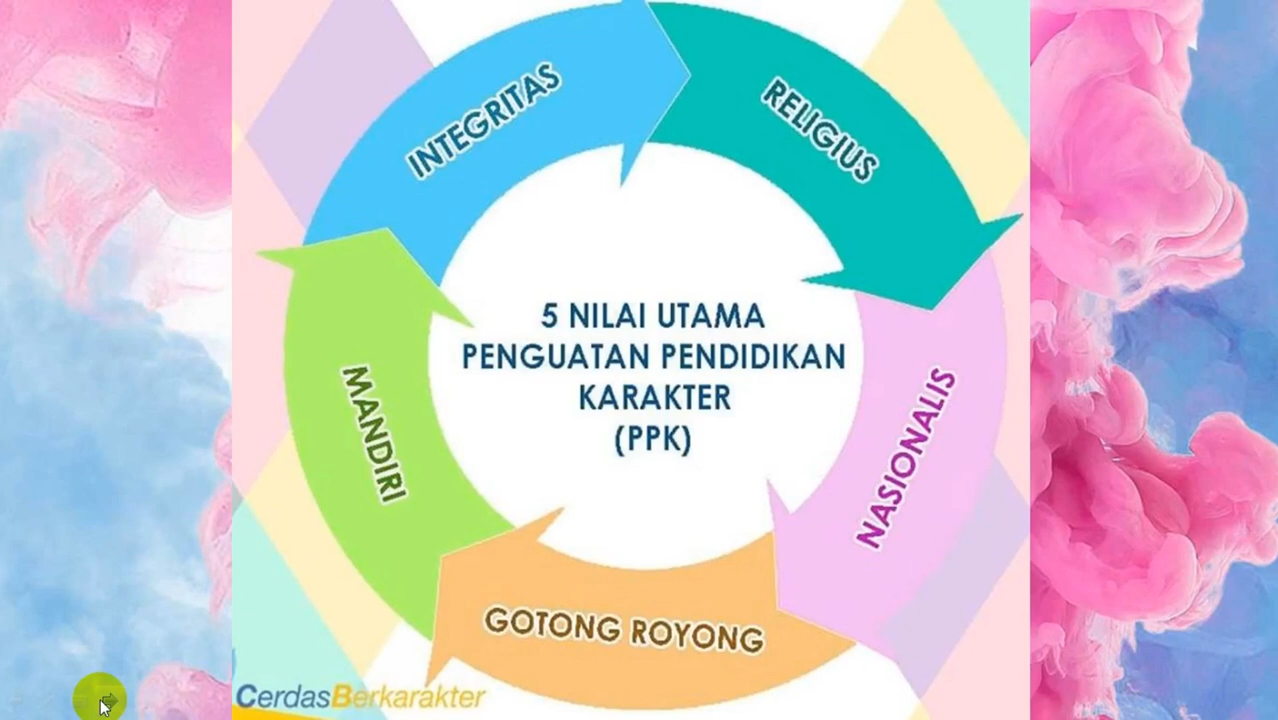 INTEGRITAS
RELIGIUS
5 NILAI UTAMA
PENGUATAN PENDIDIKAN
KARAKTER
(PPK)
MANDIRI
NASIONALIS
GOTONG ROYONG
CerdasBerkarakter